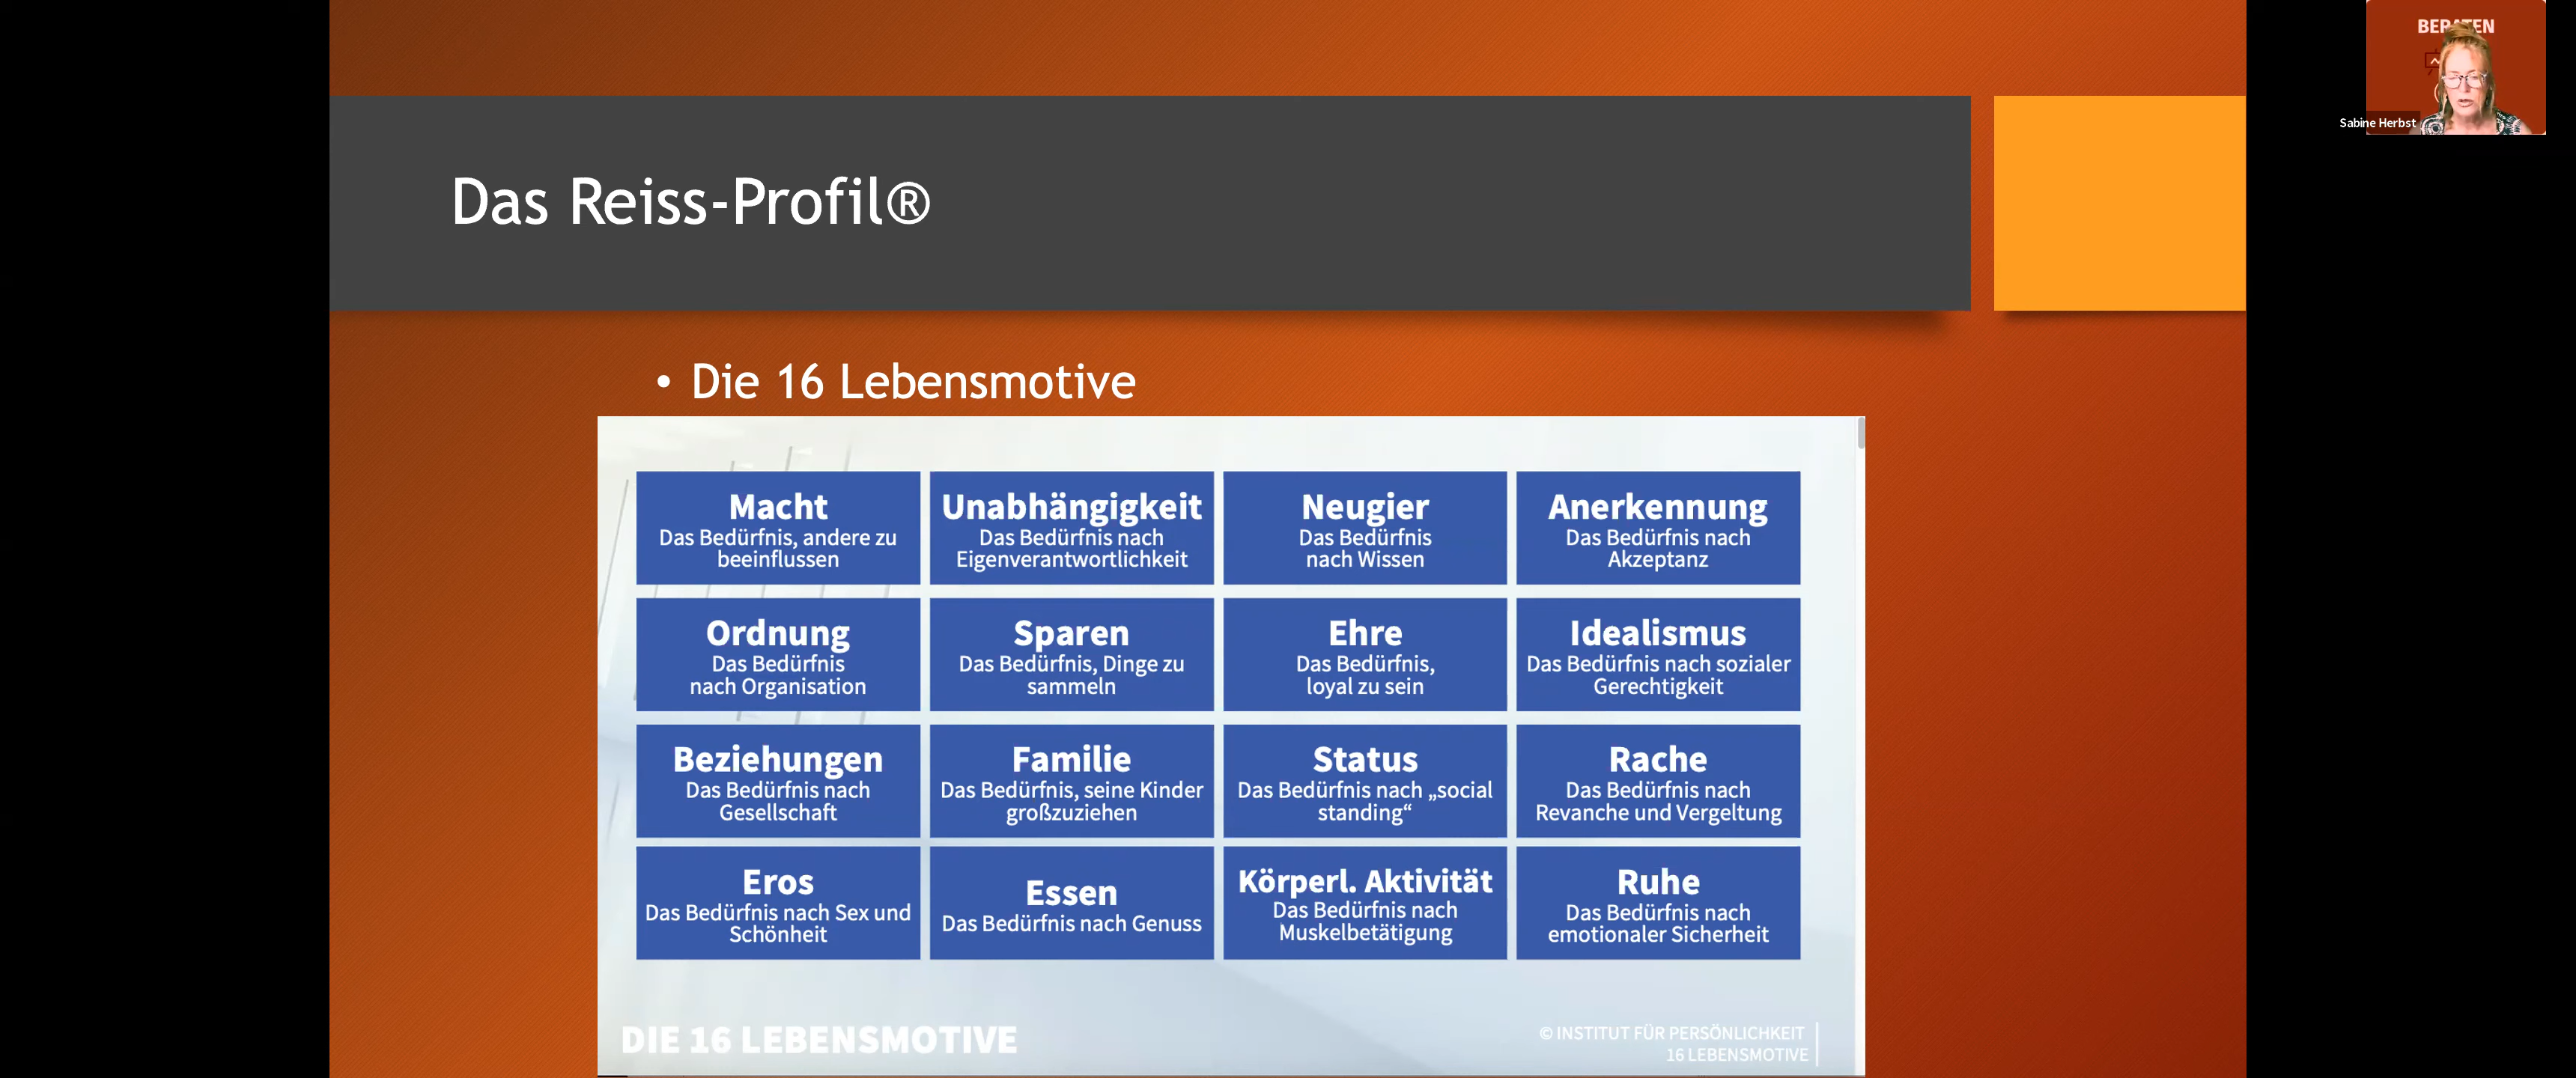 BERATEN
Sabine Herbst
Das Reiss-Profil®
• Die 16 Lebensmotive
Macht
Das Bedürfnis, andere zu
beeinflussen
Unabhängigkeit
Das Bedürfnis nach
Eigenverantwortlichkeit
Neugier
Das Bedürfnis
nach Wissen
Anerkennung
Das Bedürfnis nach
Akzeptanz
Ordnung
Das Bedürfnis
nach Organisation
Sparen
Das Bedürfnis, Dinge zu
sammeln
Ehre
Das Bedürfnis,
loyal zu sein
Idealismus
Das Bedürfnis nach sozialer
Gerechtigkeit
Beziehungen
Das Bedürfnis nach
Gesellschaft
Familie
Das Bedürfnis, seine Kinder
großzuziehen
Status
Das Bedürfnis nach „social
standing“
Rache
Das Bedürfnis nach
Revanche und Vergeltung
Eros
Das Bedürfnis nach Sex und
Schönheit
Essen
Das Bedürfnis nach Genuss
Körperl. Aktivität
Das Bedürfnis nach
Muskelbetätigung
Ruhe
Das Bedürfnis nach
emotionaler Sicherheit
DIE 16 LEBENSMOTIVE
© INSTITUT FÜR PERSÖNLICHKEIT
16 LEBENSMOTIVE